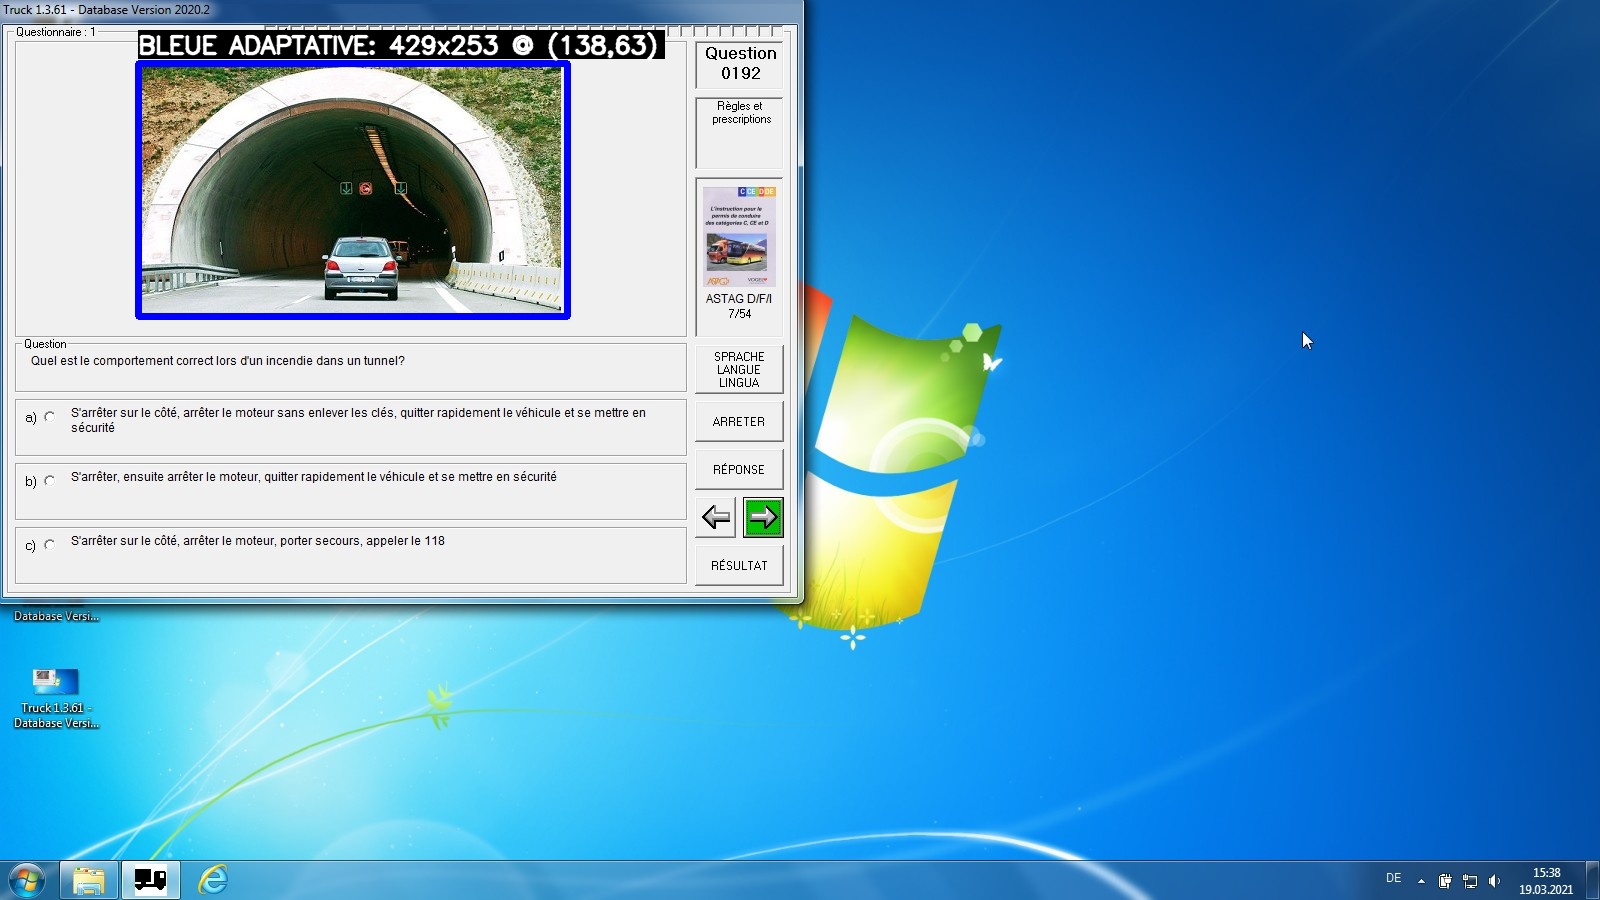 Truck 1.3.61 - Database Version 2020.2
Questionnaire : 1
BLEUE ADAPTATIVE: 429x253 @ (138,63)
Question
0192
Règles et
prescriptions
C CE D DE
L'instruction pour le
permis de conduire
des catégories C, CE et D
ASTAG D/F/I
7/54
Question
Quel est le comportement correct lors d'un incendie dans un tunnel?
SPRACHE
LANGUE
LINGUA
a) S'arrêter sur le côté, arrêter le moteur sans enlever les clés, quitter rapidement le véhicule et se mettre en
sécurité
ARRETER
b) S'arrêter, ensuite arrêter le moteur, quitter rapidement le véhicule et se mettre en sécurité
RÉPONSE
c) S'arrêter sur le côté, arrêter le moteur, porter secours, appeler le 118
RÉSULTAT
Database Versi...
Truck 1.3.61 -
Database Versi...
DE
15:38
19.03.2021